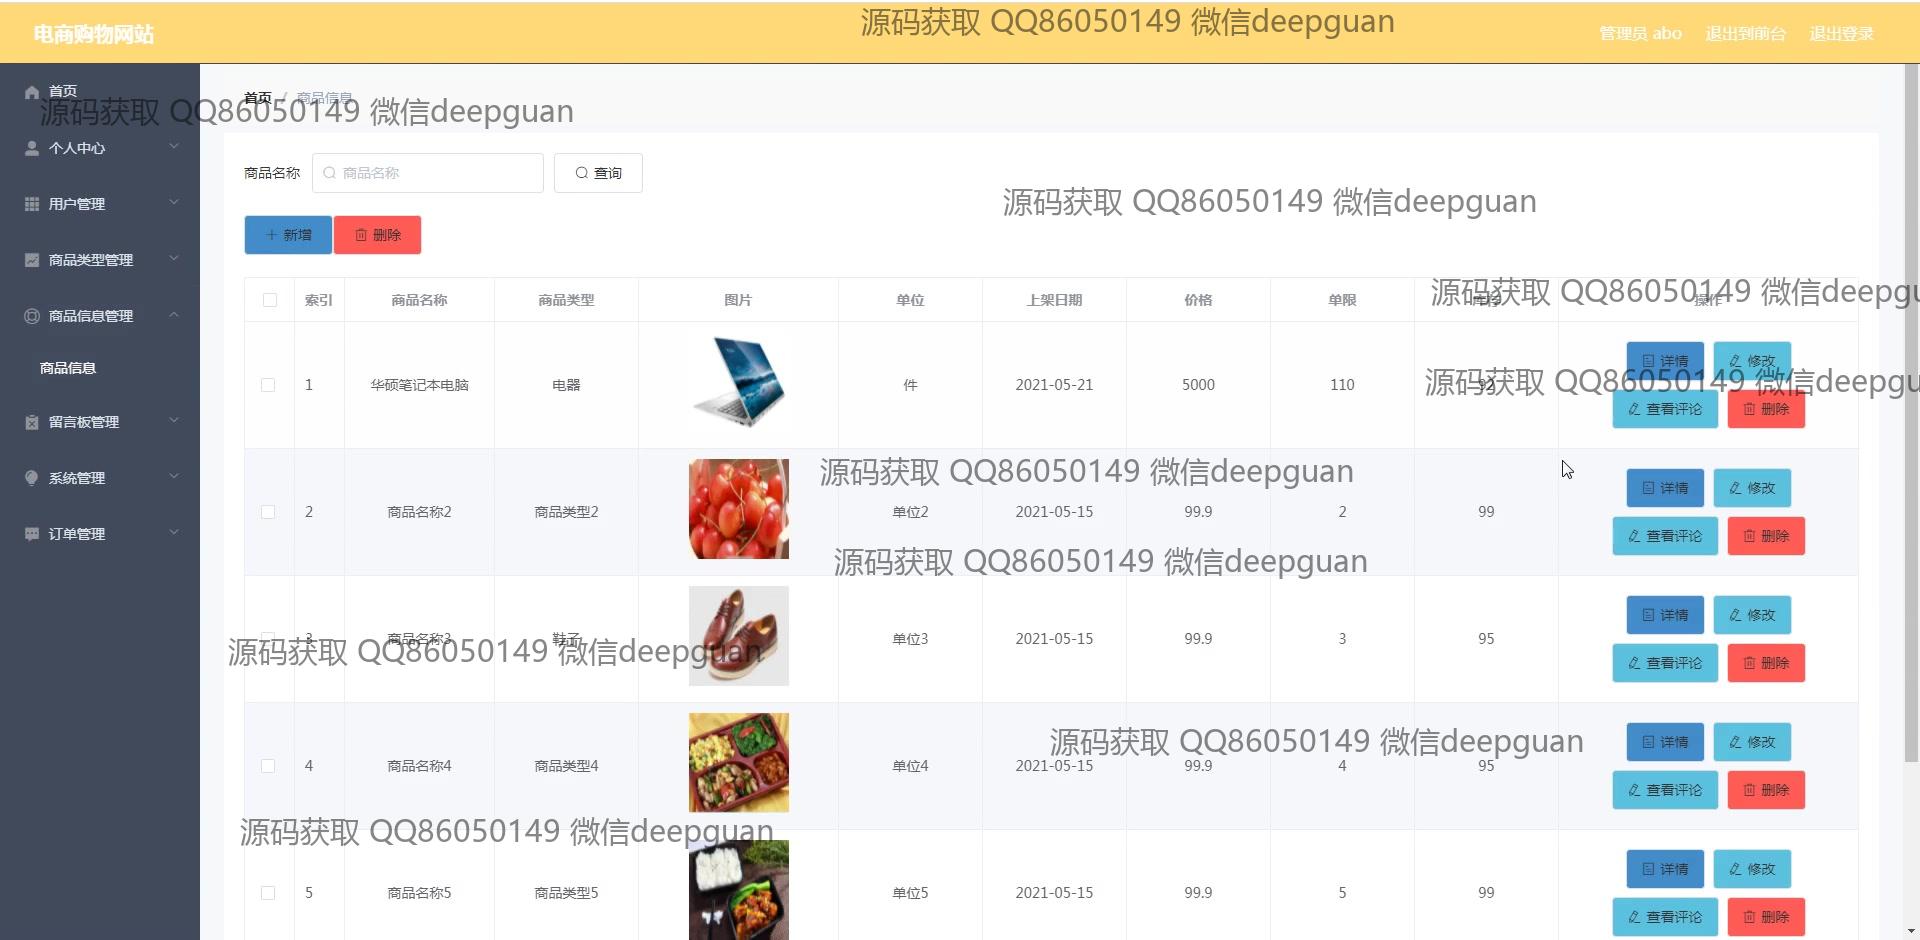 电商购物网站
源码获取 QQ86050149 微信deepguan
管理员 abo 退出到前台 退出登录
首页
个人中心
用户管理
商品类型管理
商品信息管理
商品信息
留言板管理
系统管理
订单管理
首页 / 商品信息
源码获取 QQ86050149 微信deepguan
商品名称 商品名称 查询
源码获取 QQ86050149 微信deepguan
新增 删除
索引 商品名称 商品类型 图片 单位 上架日期 价格 单限 库存 操作
源码获取 QQ86050149 微信deepgu
1 华硕笔记本电脑 电器 件 2021-05-21 5000 110 92 详情 修改
源码获取 QQ86050149 微信deepgu
查看评论 删除
源码获取 QQ86050149 微信deepguan
2 商品名称2 商品类型2 单位2 2021-05-15 99.9 2 99 详情 修改
查看评论 删除
源码获取 QQ86050149 微信deepguan
3 商品名称3 鞋子 单位3 2021-05-15 99.9 3 95 详情 修改
源码获取 QQ86050149 微信deepguan
查看评论 删除
源码获取 QQ86050149 微信deepguan
4 商品名称4 商品类型4 单位4 2021-05-15 99.9 4 95 详情 修改
查看评论 删除
源码获取 QQ86050149 微信deepguan
5 商品名称5 商品类型5 单位5 2021-05-15 99.9 5 99 详情 修改
查看评论 删除